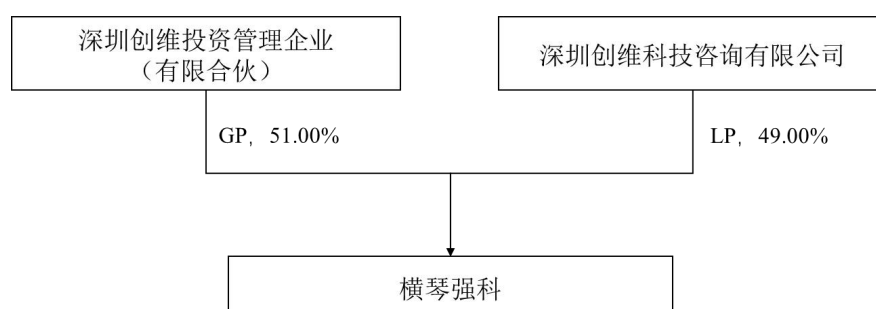 深圳创维投资管理企业
（有限合伙）
深圳创维科技咨询有限公司
GP，51.00%
LP，49.00%
横琴强科